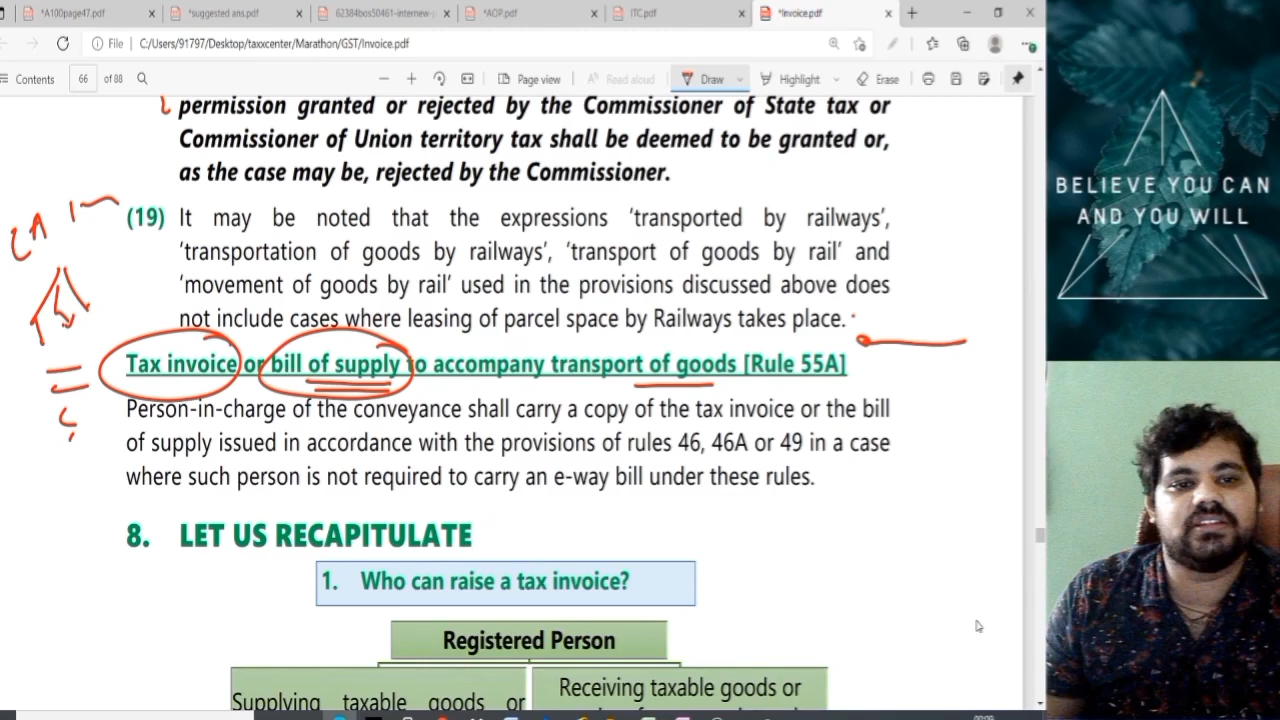 *A100page47.pdf
*suggested ans.pdf
62384bos50461-internew-
*AOP.pdf
ITC.pdf
*Invoice.pdf
File
C:/Users/91797/Desktop/taxxcenter/Marathon/GST/Invoice.pdf
Contents
66
of 88
Page view
Read aloud
Draw
Highlight
Erase
permission granted or rejected by the Commissioner of State tax or
Commissioner of Union territory tax shall be deemed to be granted or,
as the case may be, rejected by the Commissioner.
(19) It may be noted that the expressions ‘transported by railways’,
‘transportation of goods by railways’, ‘transport of goods by rail’ and
‘movement of goods by rail’ used in the provisions discussed above does
not include cases where leasing of parcel space by Railways takes place.
Tax invoice or bill of supply to accompany transport of goods [Rule 55A]
Person-in-charge of the conveyance shall carry a copy of the tax invoice or the bill
of supply issued in accordance with the provisions of rules 46, 46A or 49 in a case
where such person is not required to carry an e-way bill under these rules.
8. LET US RECAPITULATE
1. Who can raise a tax invoice?
Registered Person
Supplying taxable goods or
Receiving taxable goods or
BELIEVE YOU CAN
AND YOU WILL